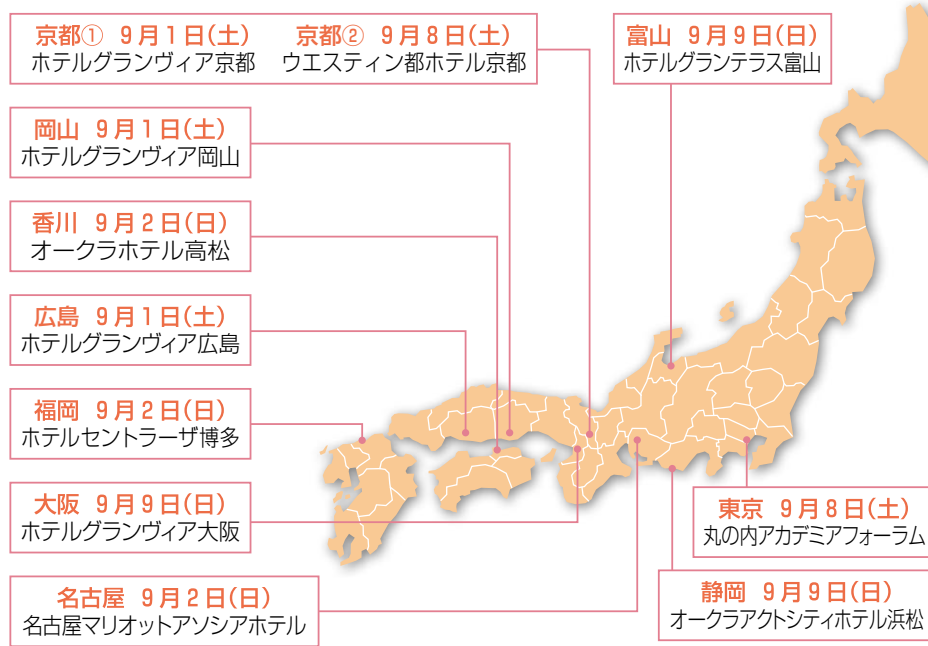 京都① 9月1日(土)　京都② 9月8日(土)
ホテルグランヴィア京都　ウエスティン都ホテル京都
富山 9月9日(日)
ホテルグランテラス富山
岡山 9月1日(土)
ホテルグランヴィア岡山
香川 9月2日(日)
オークラホテル高松
広島 9月1日(土)
ホテルグランヴィア広島
福岡 9月2日(日)
ホテルセントラーザ博多
大阪 9月9日(日)
ホテルグランヴィア大阪
東京 9月8日(土)
丸の内アカデミアフォーラム
名古屋 9月2日(日)
名古屋マリオットアソシアホテル
静岡 9月9日(日)
オークラアクトシティホテル浜松